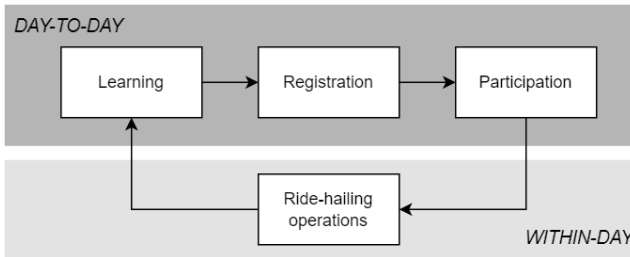 DAY-TO-DAY
Learning
Registration
Participation
Ride-hailing
operations
WITHIN-DAY